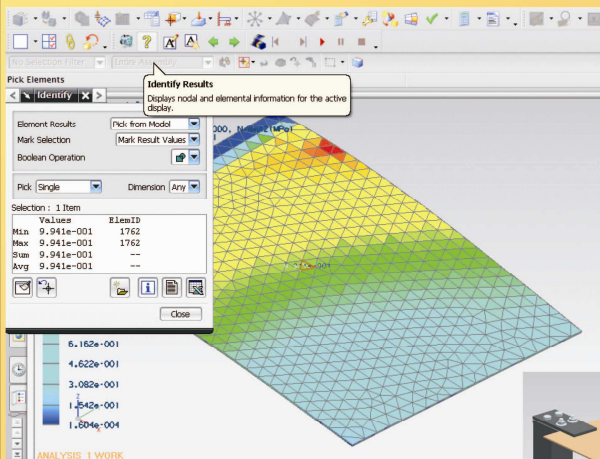 No Selection Filter
Entire Assembly
Pick Elements
Identify Results
Displays nodal and elemental information for the active
display.
Identify
Element Results Pick from Model
Mark Selection Mark Result Values
Boolean Operation
Pick Single Dimension Any
Selection : 1 Item
Values ElemID
Min 9.941e-001 1762
Max 9.941e-001 1762
Sum 9.941e-001 --
Avg 9.941e-001 --
Close
6.162e-001
4.622e-001
3.082e-001
1.542e-001
1.604e-004
ANALYSIS 1 WORK